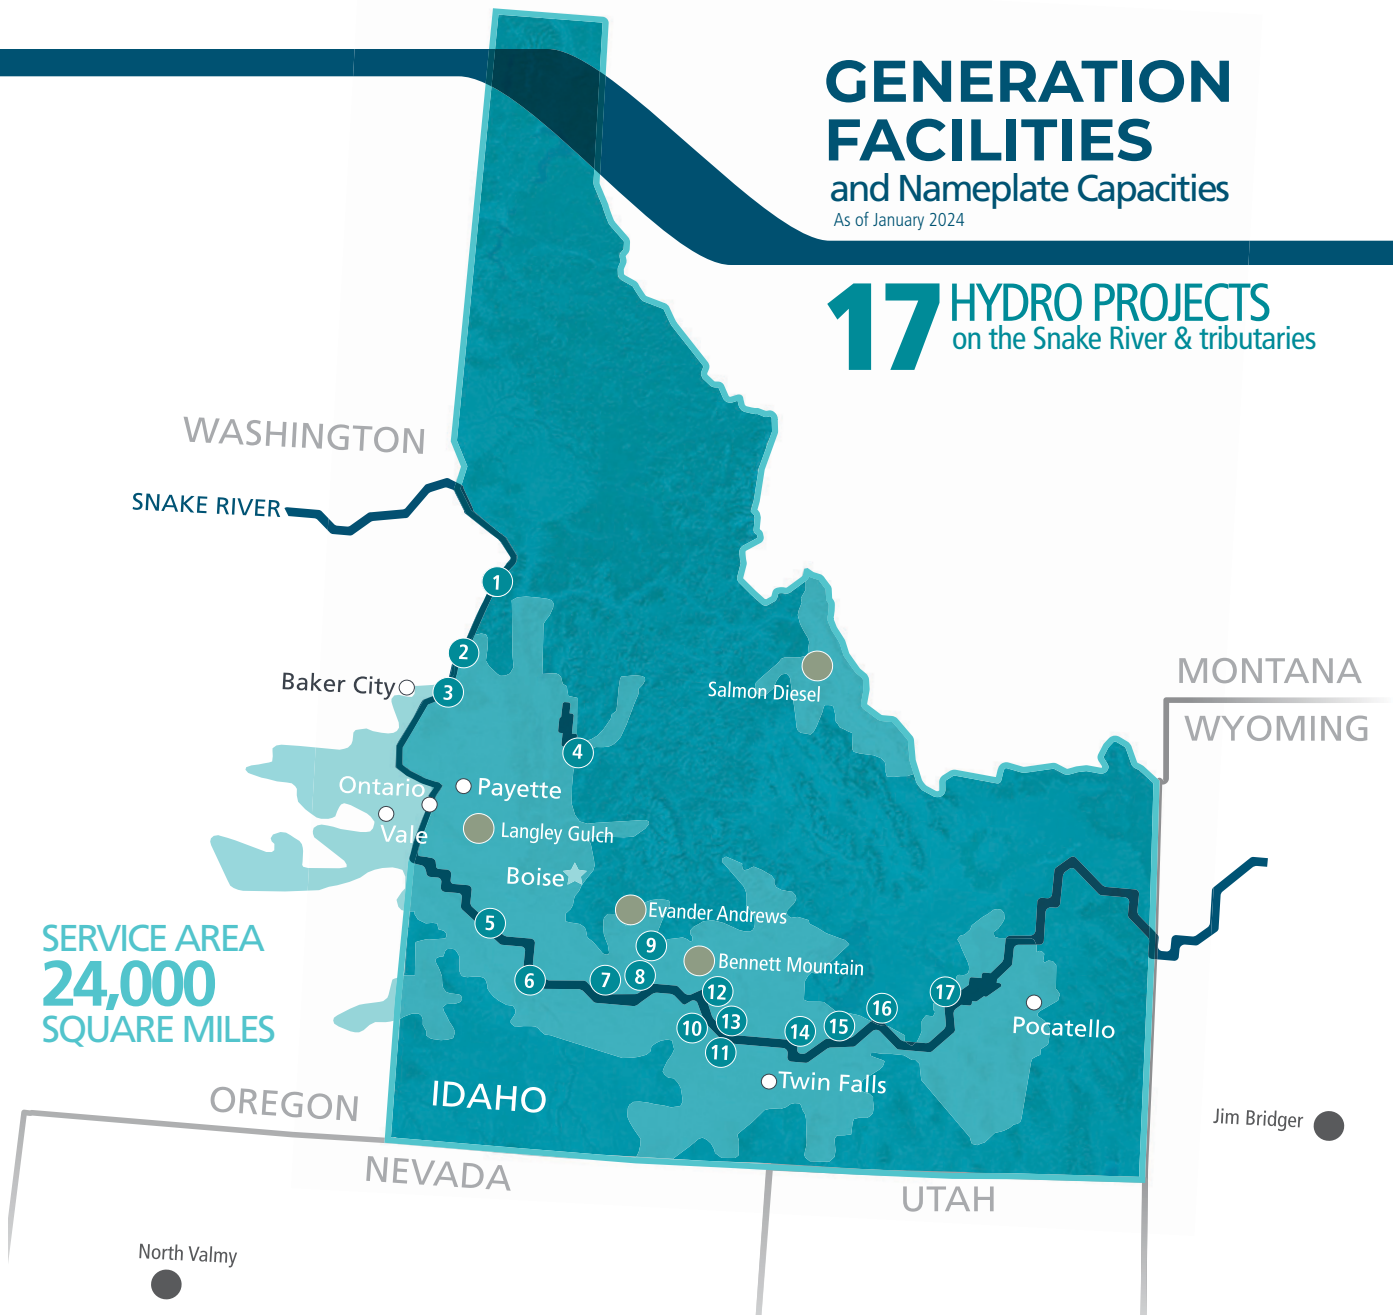 GENERATION
FACILITIES
and Nameplate Capacities
As of January 2024
17 HYDRO PROJECTS
on the Snake River & tributaries
WASHINGTON
SNAKE RIVER
1
2
3
Baker City
Salmon Diesel
MONTANA
WYOMING
4
Ontario
Payette
Vale
Langley Gulch
Boise
5
Evander Andrews
9
Bennett Mountain
6
7
8
12
10
13
11
14
15
16
17
Pocatello
Twin Falls
SERVICE AREA
24,000
SQUARE MILES
OREGON
IDAHO
Jim Bridger
NEVADA
UTAH
North Valmy